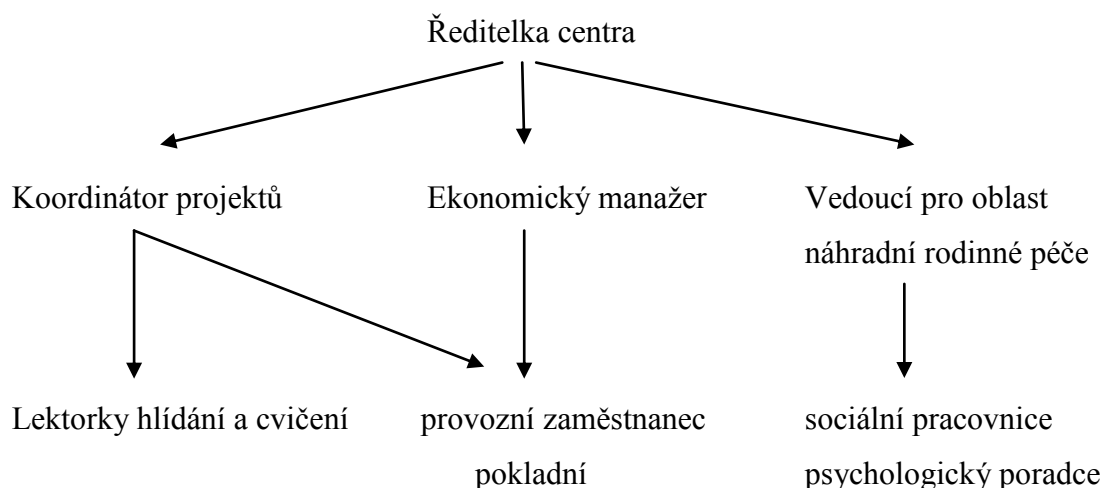 Ředitelka centra
Koordinátor projektů
Ekonomický manažer
Vedoucí pro oblast
náhradní rodinné péče
Lektorky hlídání a cvičení
provozní zaměstnanec
pokladní
sociální pracovnice
psychologický poradce